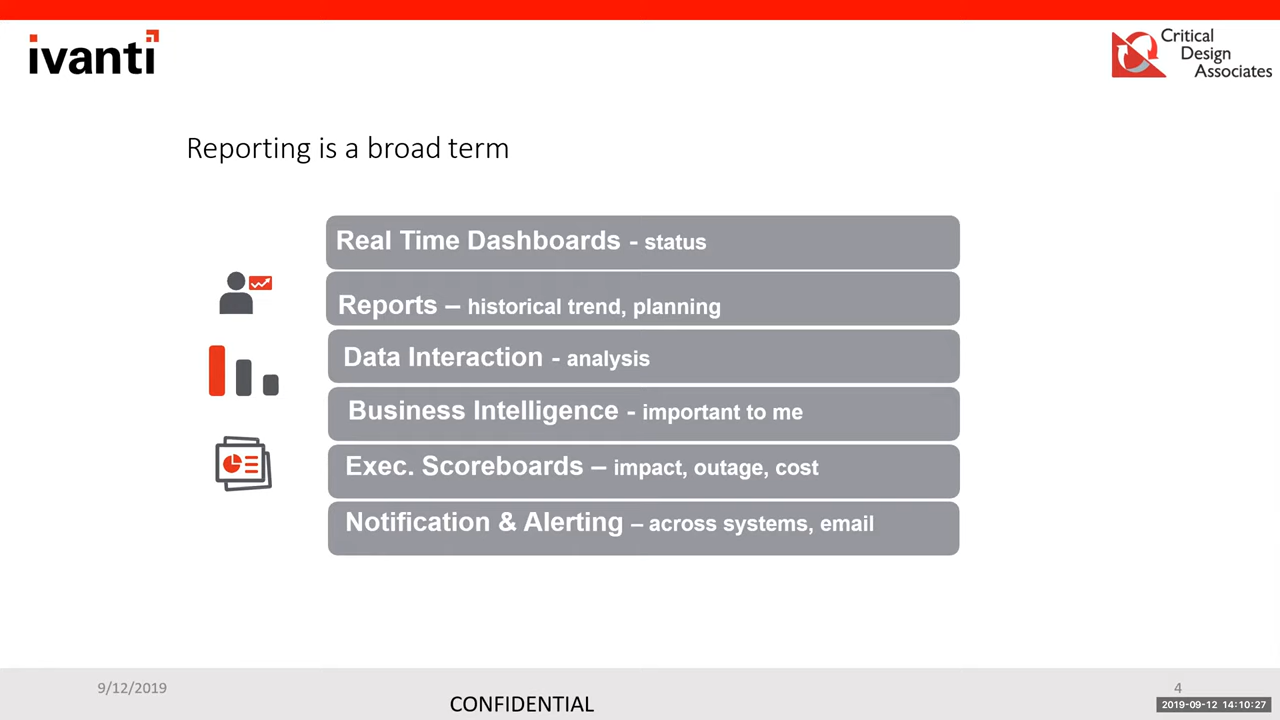 ivanti
Critical
Design
Associates
Reporting is a broad term
Real Time Dashboards - status
Reports – historical trend, planning
Data Interaction - analysis
Business Intelligence - important to me
Exec. Scoreboards – impact, outage, cost
Notification & Alerting – across systems, email
9/12/2019
CONFIDENTIAL
4
2019-09-12 14:10:27